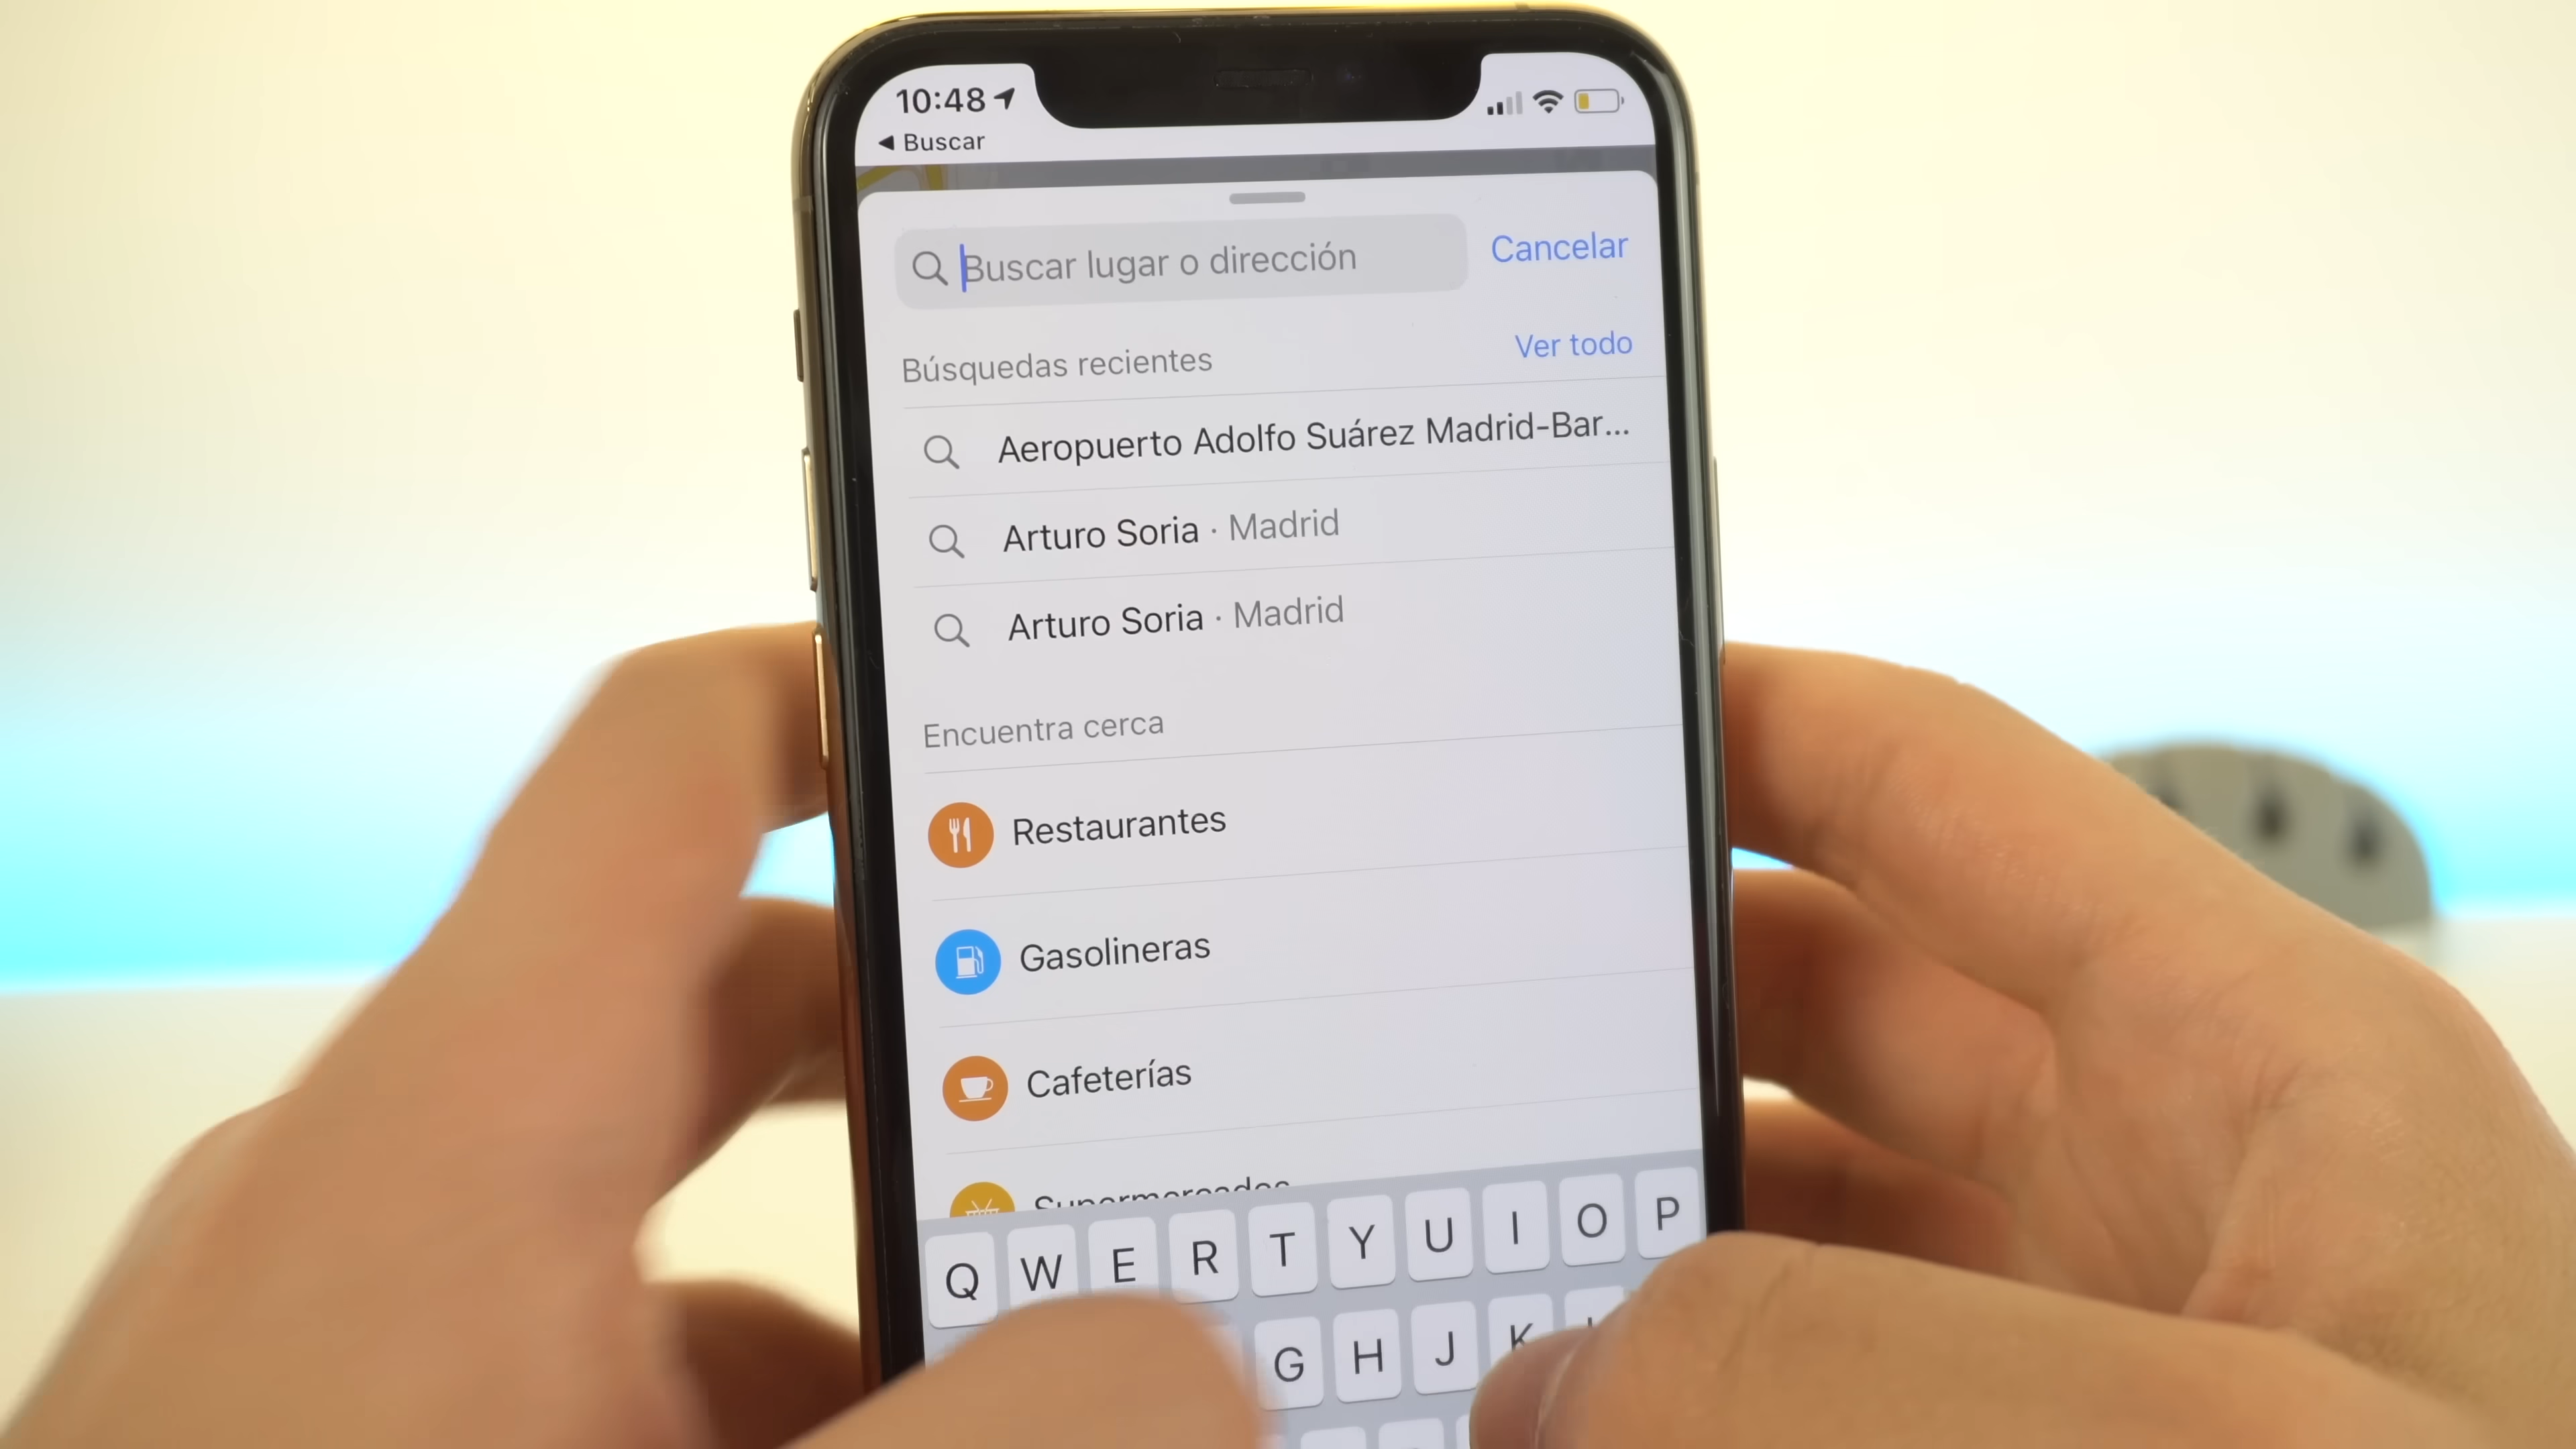 10:48
Buscar
Buscar lugar o dirección
Cancelar
Búsquedas recientes
Ver todo
Aeropuerto Adolfo Suárez Madrid-Bar...
Arturo Soria · Madrid
Arturo Soria · Madrid
Encuentra cerca
Restaurantes
Gasolineras
Cafeterías
Supermercados
Q W E R T Y U I O P
G H J K